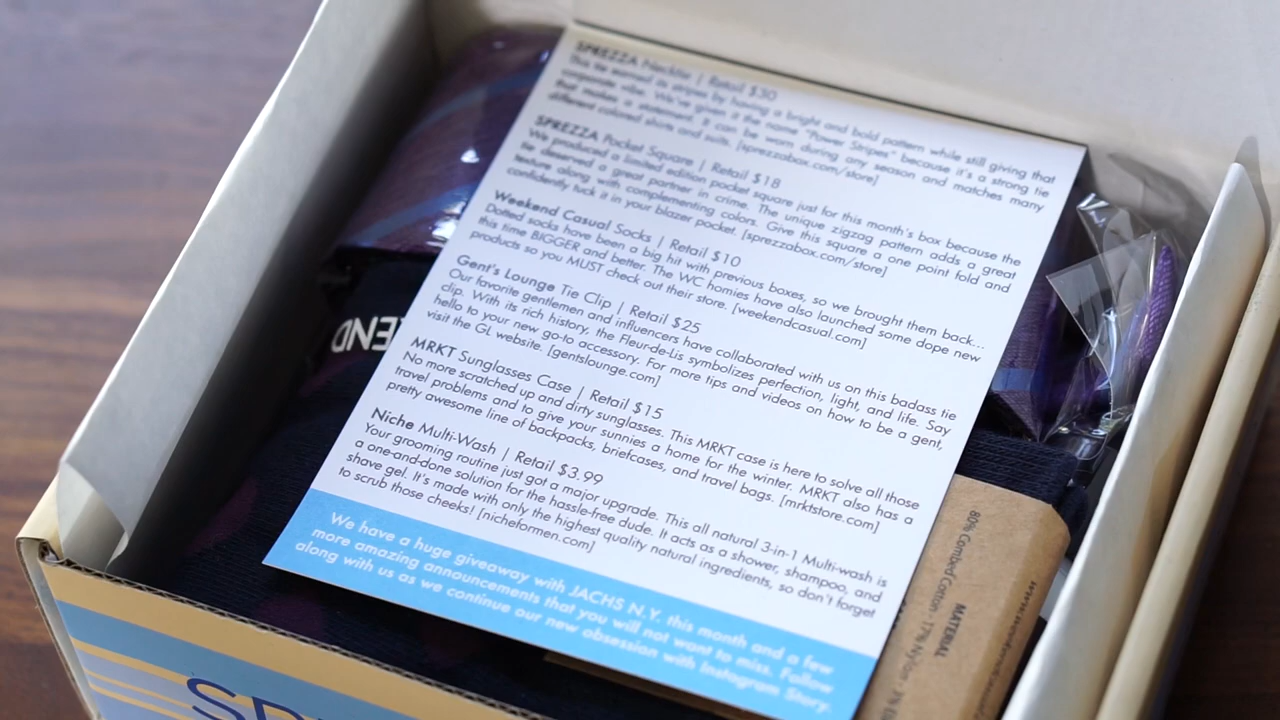 SPREZZA Necktie | Retail $30
This tie earned its stripes by having a bright and bold pattern while still giving that
corporate vibe. We've given it the name "Power Stripes" because it's a strong tie
that makes a statement. It can be worn during any season and matches many
different colored shirts and suits. [sprezzabox.com/store]
SPREZZA Pocket Square | Retail $18
We produced a limited edition pocket square just for this month's box because the
tie deserved a great partner in crime. The unique zigzag pattern adds a great
texture along with complementing colors. Give this square a one point fold and
confidently tuck it in your blazer pocket. [sprezzabox.com/store]
Weekend Casual Socks | Retail $10
Dotted socks have been a big hit with previous boxes, so we brought them back...
this time BIGGER and better. The WC homies have also launched some dope new
products so you MUST check out their store. [weekendcasual.com]
Gent's Lounge Tie Clip | Retail $25
Our favorite gentlemen and influencers have collaborated with us on this badass tie
clip. With its rich history, the Fleur-de-Lis symbolizes perfection, light, and life. Say
hello to your new go-to accessory. For more tips and videos on how to be a gent,
visit the GL website. [gentslounge.com]
MRKT Sunglasses Case | Retail $15
No more scratched up and dirty sunglasses. This MRKT case is here to solve all those
travel problems and to give your sunnies a home for the winter. MRKT also has a
pretty awesome line of backpacks, briefcases, and travel bags. [mrktstore.com]
Niche Multi-Wash | Retail $3.99
Your grooming routine just got a major upgrade. This all natural 3-in-1 Multi-wash is
a one-and-done solution for the hassle-free dude. It acts as a shower, shampoo, and
shave gel. It's made with only the highest quality natural ingredients, so don't forget
to scrub those cheeks! [nicheformen.com]
We have a huge giveaway with JACHS N.Y. this month and a few
more amazing announcements that you will not want to miss. Follow
along with us as we continue our new obsession with Instagram Story.
END
MATERIAL
80% Combed Cotton 17% Nylon 3%
SP